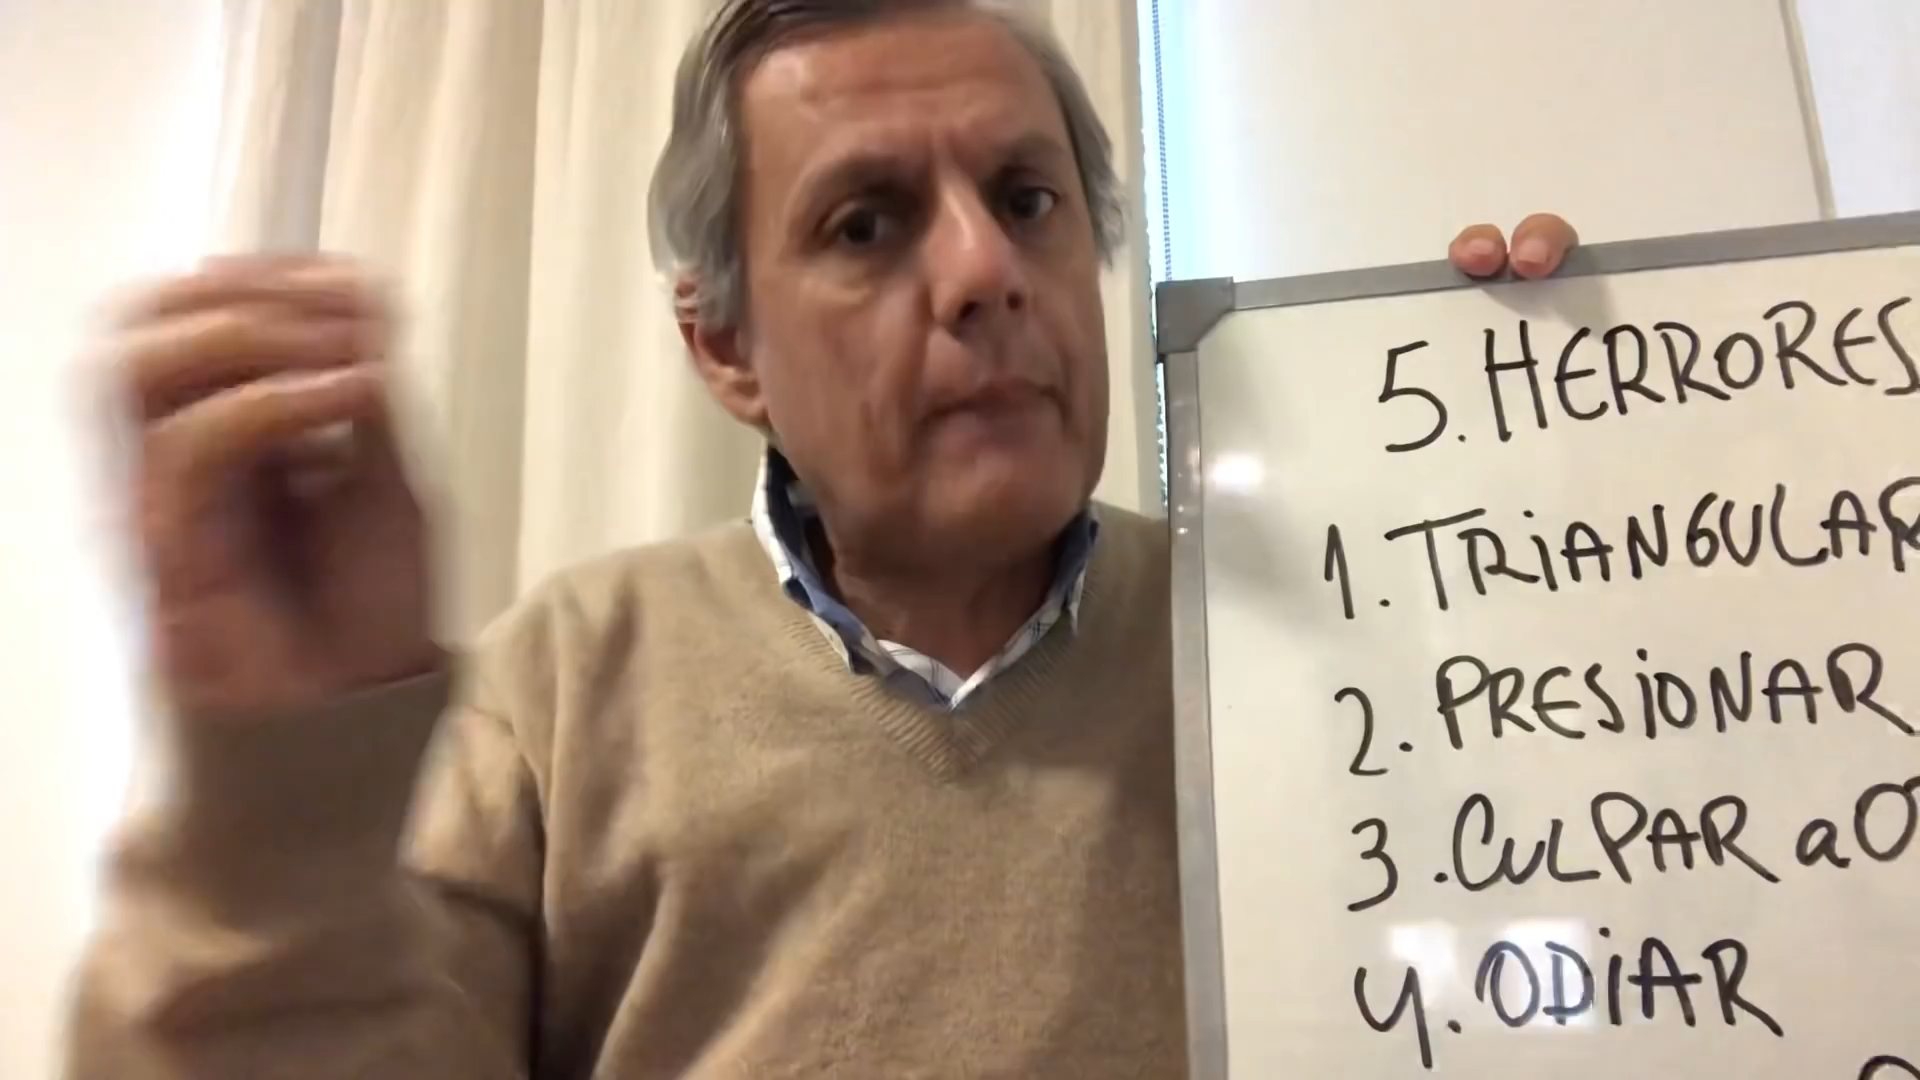 5. HERRORES
1. TRIANGULAR
2. PRESIONAR
3. CULPAR a
4. ODIAR